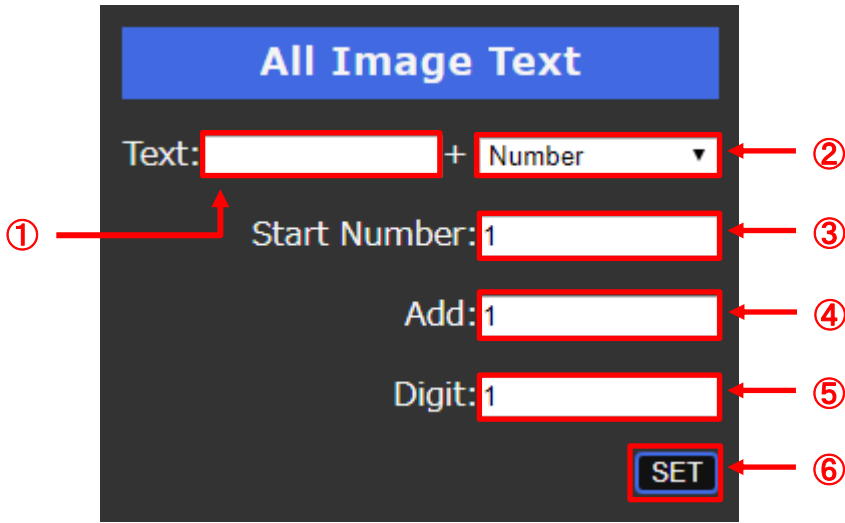 All Image Text
Text: + Number ▼ ②
①
Start Number: 1 ③
Add: 1 ④
Digit: 1 ⑤
SET ⑥